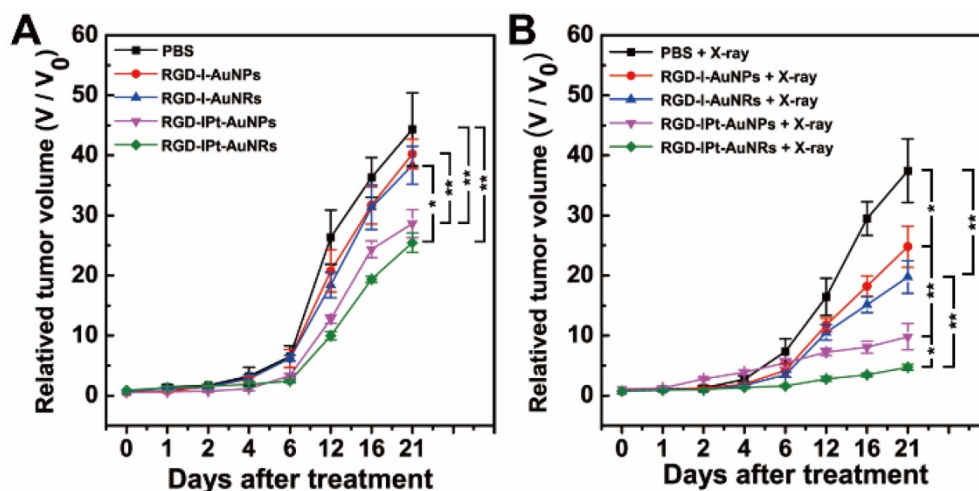 A
Relatived tumor volume (V / V0)
60
50
40
30
20
10
0
PBS
RGD-I-AuNPs
RGD-I-AuNRs
RGD-IPt-AuNPs
RGD-IPt-AuNRs
*
**
**
**
0 1 2 4 6 12 16 21
Days after treatment
B
Relatived tumor volume (V / V0)
60
50
40
30
20
10
0
PBS + X-ray
RGD-I-AuNPs + X-ray
RGD-I-AuNRs + X-ray
RGD-IPt-AuNPs + X-ray
RGD-IPt-AuNRs + X-ray
*
**
*
**
**
0 1 2 4 6 12 16 21
Days after treatment